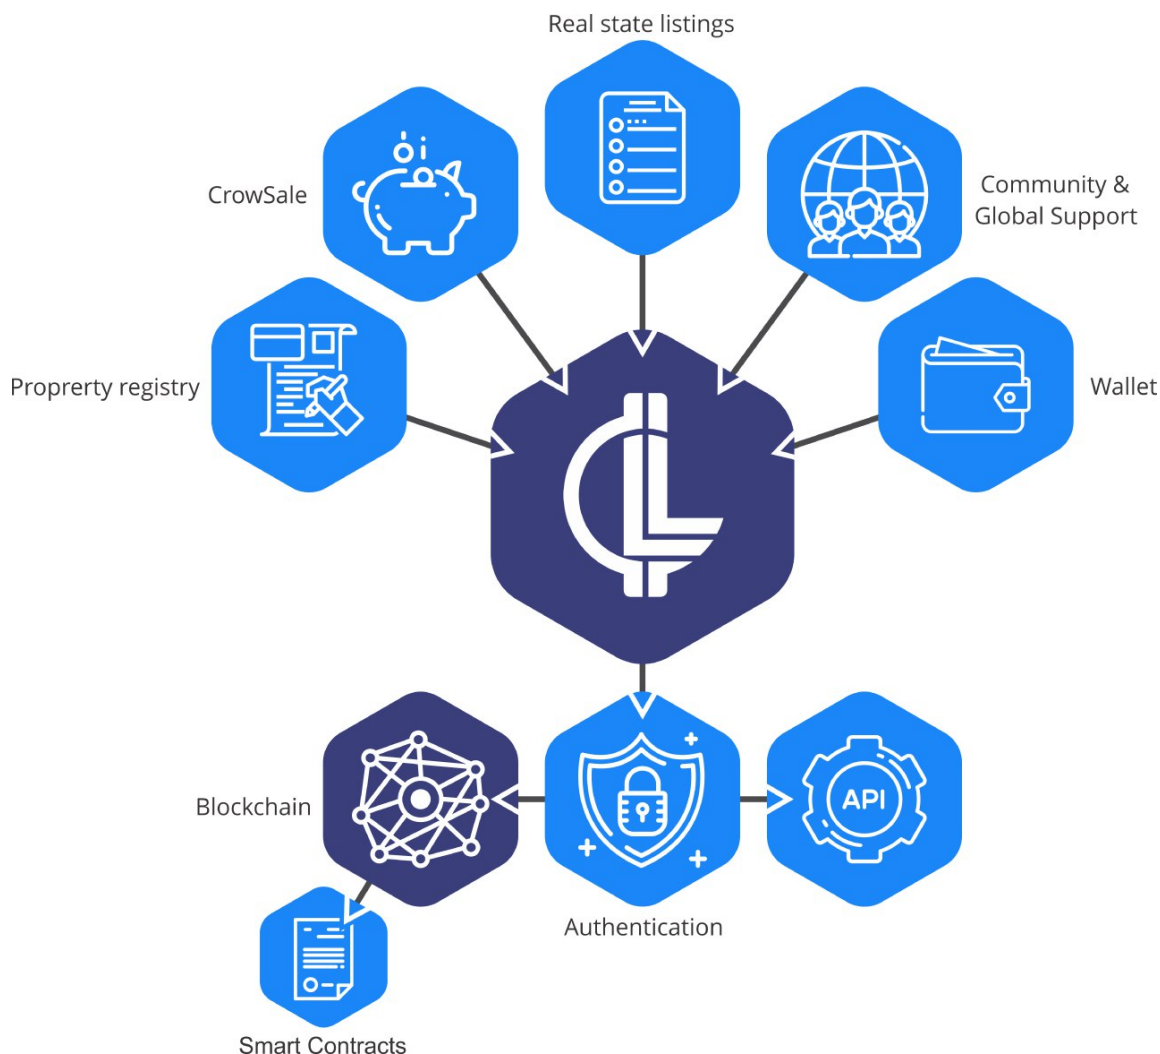 Real state listings
CrowSale
Community &
Global Support
Proprerty registry
Wallet
Blockchain
API
Authentication
Smart Contracts